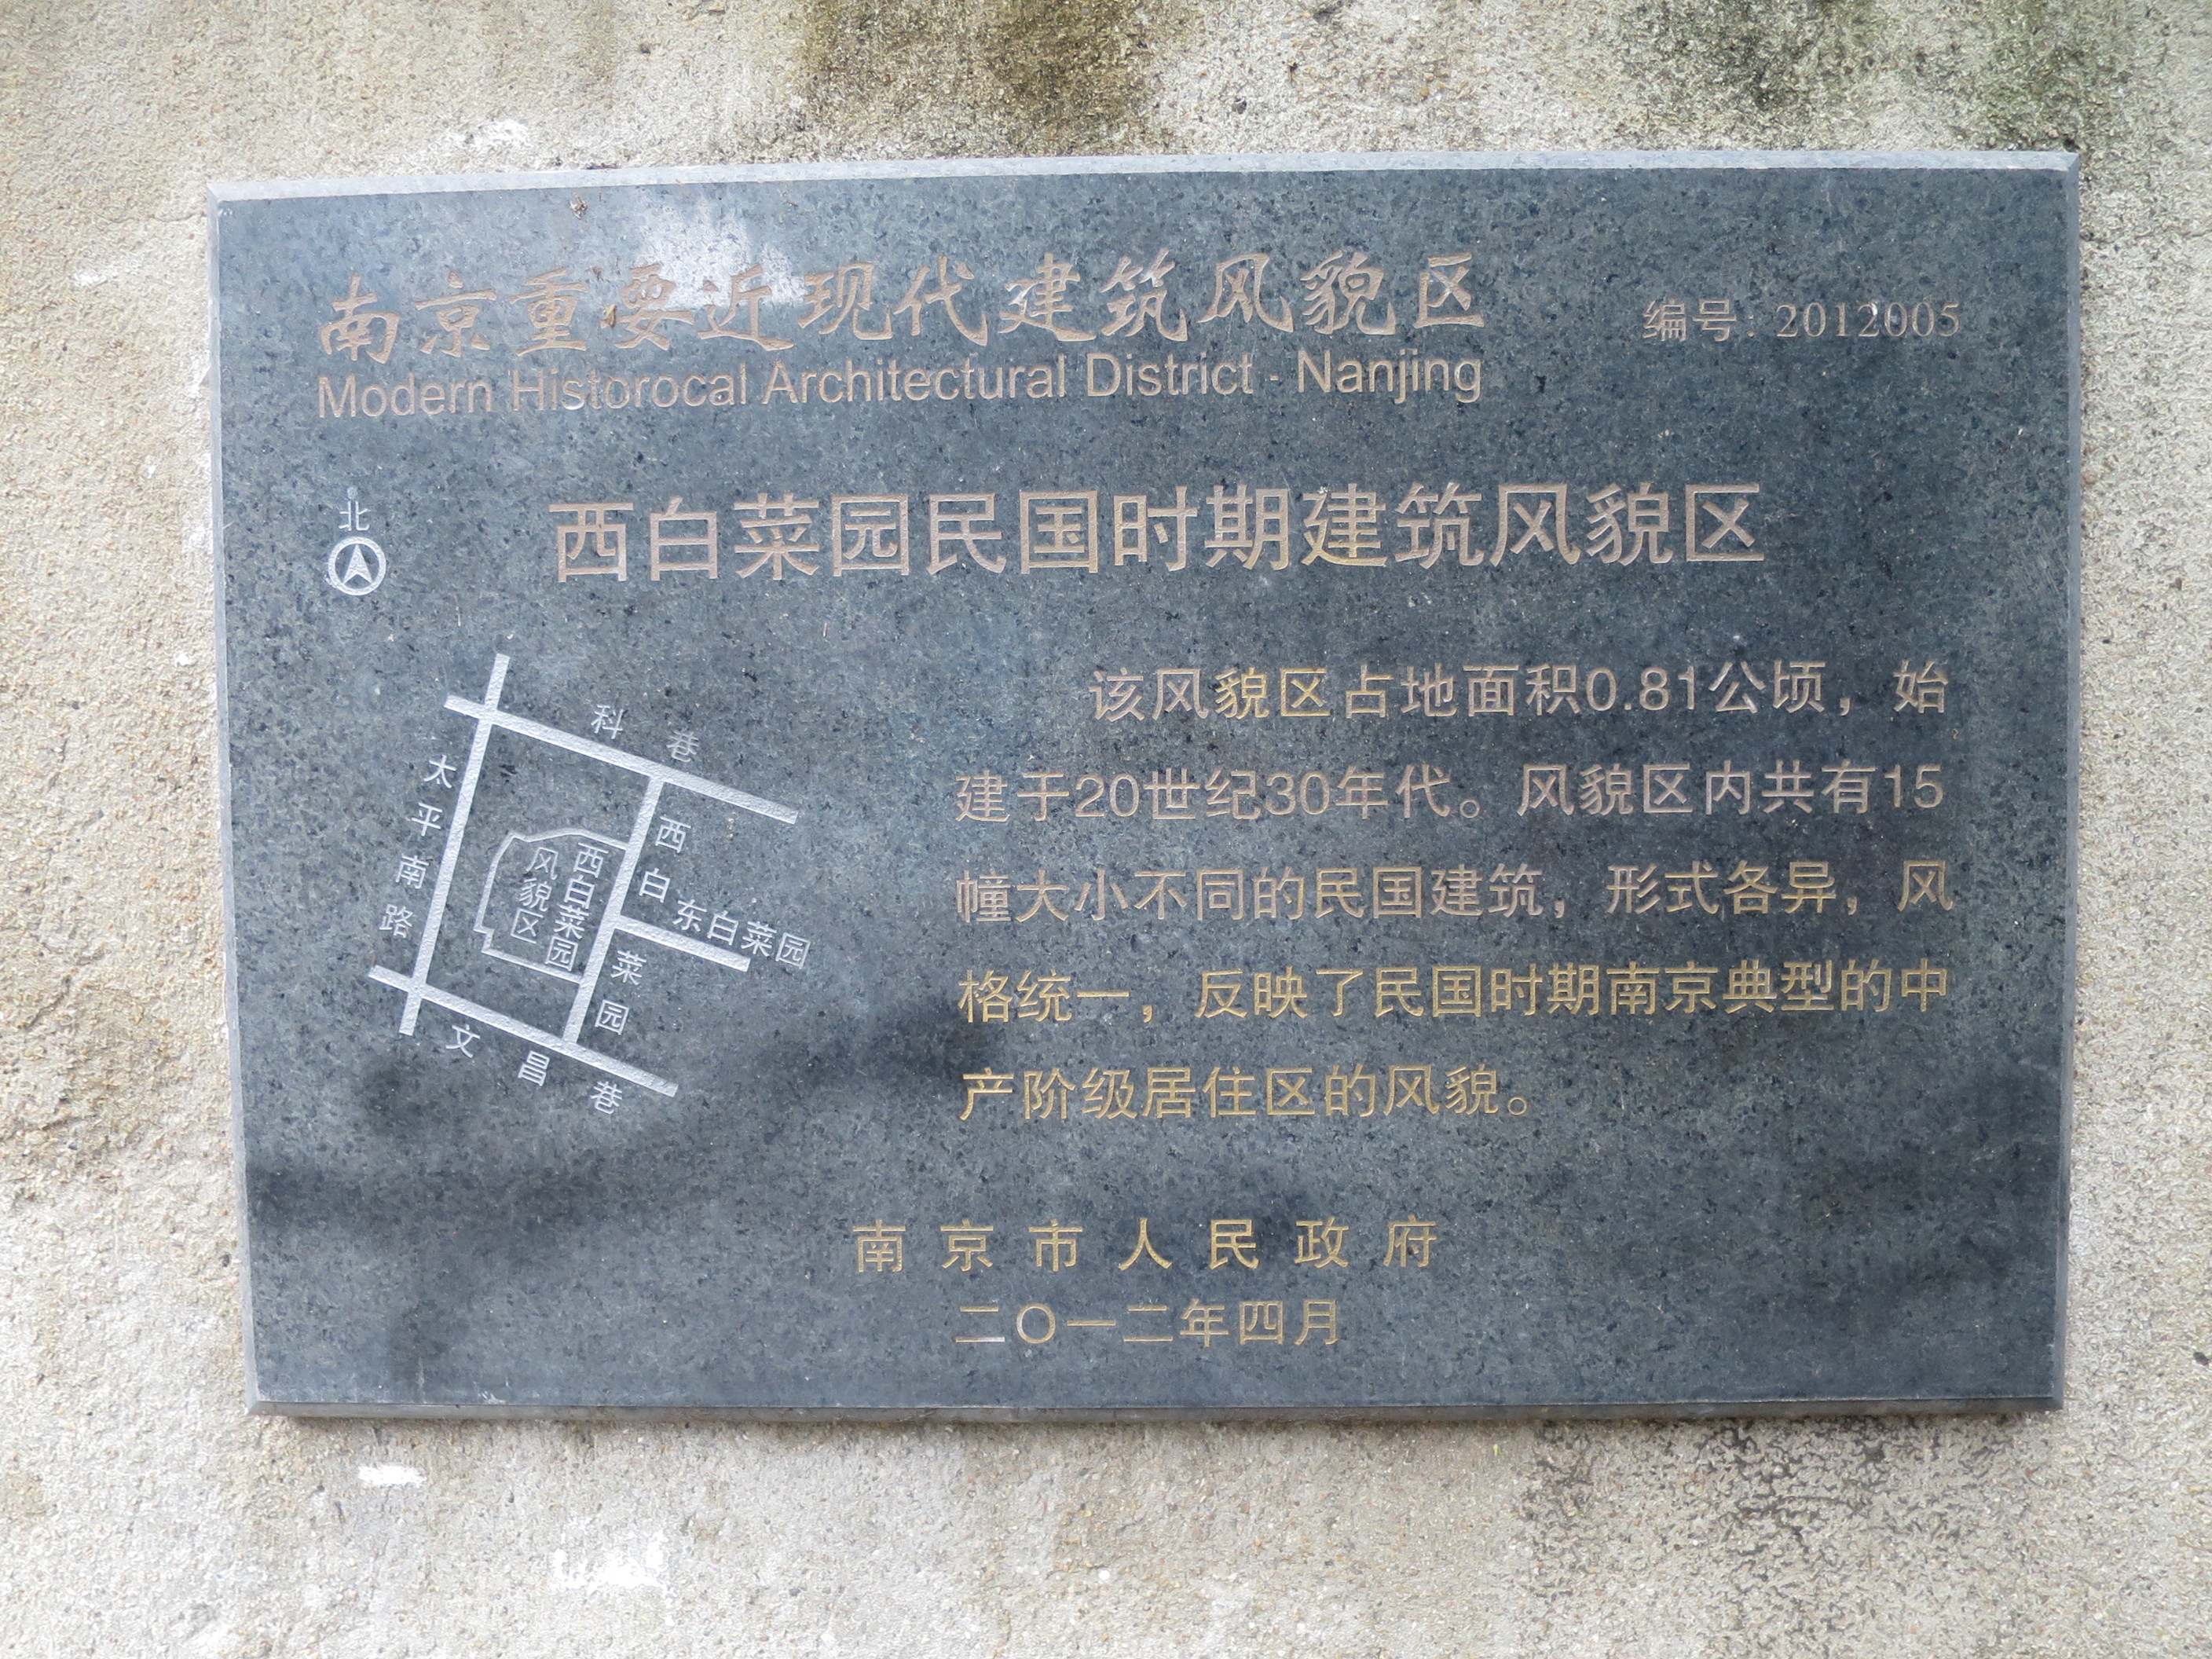 南京重要近现代建筑风貌区
编号：2012005
Modern Historocal Architectural District · Nanjing
西白菜园民国时期建筑风貌区
北
科巷
太平南路
西白菜园
东白菜园
西白菜园
风貌区
文昌巷
该风貌区占地面积0.81公顷，始
建于20世纪30年代。风貌区内共有15
幢大小不同的民国建筑，形式各异，风
格统一，反映了民国时期南京典型的中
产阶级居住区的风貌。
南京市人民政府
二〇一二年四月